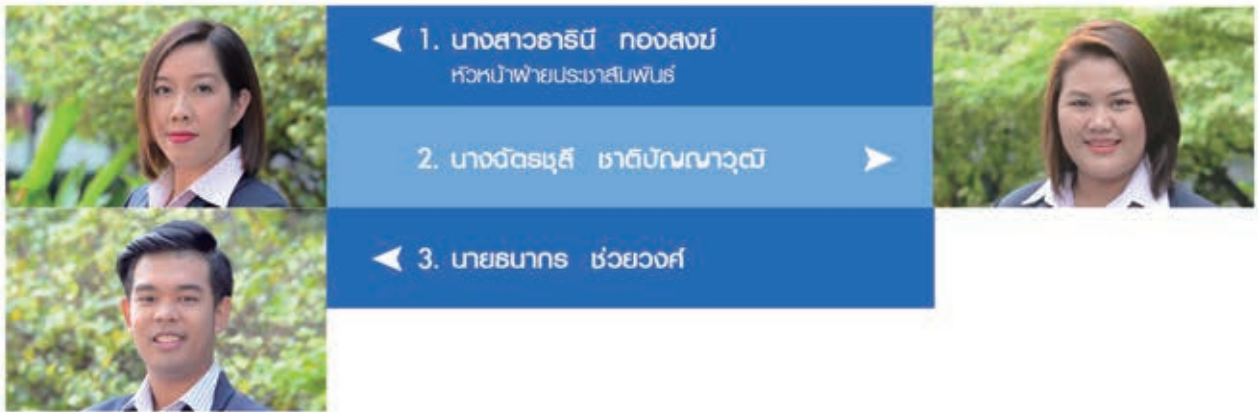 1. นางสาวธารินี ทองสงฆ์
หัวหน้าฝ่ายประชาสัมพันธ์
2. นางฉัตรชุลี ชาติปัญญาวุฒิ
3. นายธนากร ช่วยวงศ์